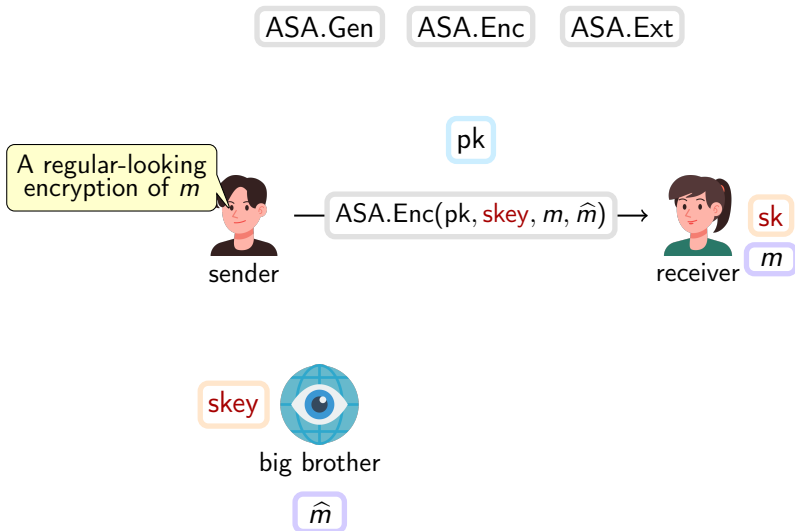 ASA.Gen ASA.Enc ASA.Ext
pk
A regular-looking
encryption of m
ASA.Enc(pk, skey, m, m̂)
sk
m
sender
receiver
skey
big brother
m̂